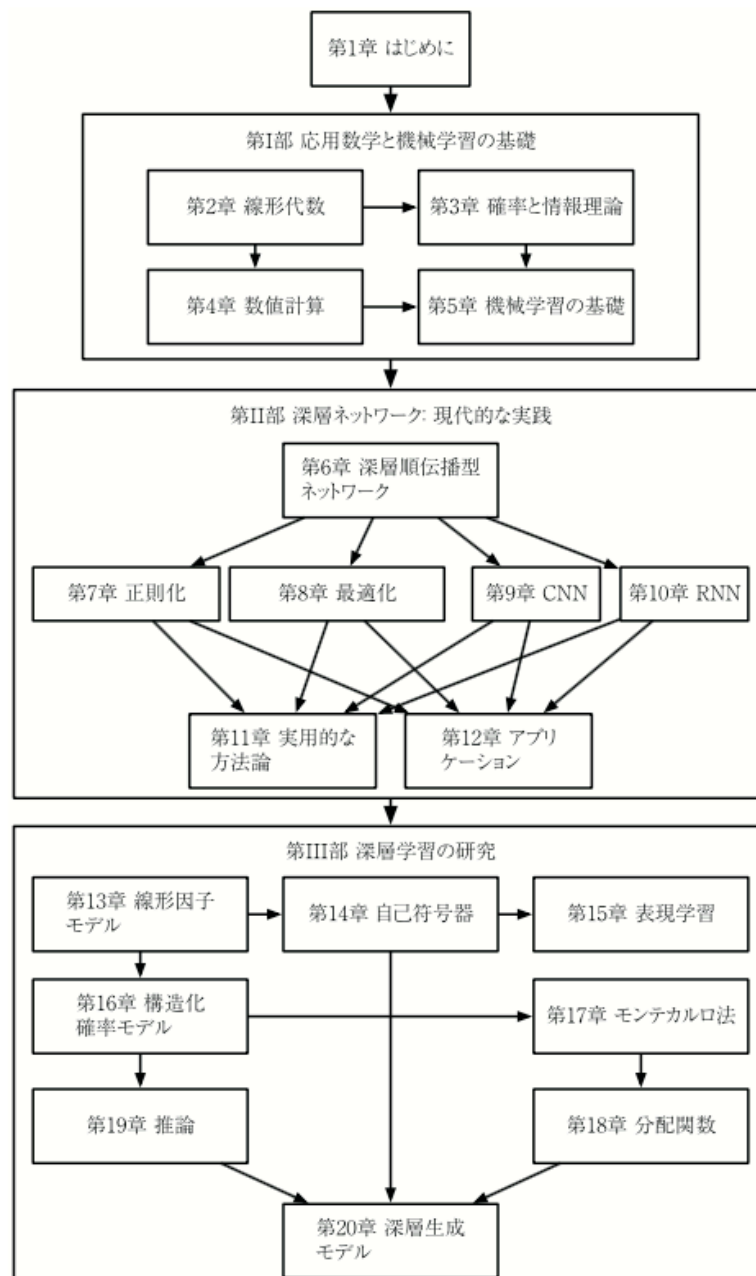 第1章 はじめに
第I部 応用数学と機械学習の基礎
第2章 線形代数
第3章 確率と情報理論
第4章 数値計算
第5章 機械学習の基礎
第II部 深層ネットワーク: 現代的な実践
第6章 深層順伝播型
ネットワーク
第7章 正則化
第8章 最適化
第9章 CNN
第10章 RNN
第11章 実用的な
方法論
第12章 アプリ
ケーション
第III部 深層学習の研究
第13章 線形因子
モデル
第14章 自己符号器
第15章 表現学習
第16章 構造化
確率モデル
第17章 モンテカルロ法
第19章 推論
第18章 分配関数
第20章 深層生成
モデル